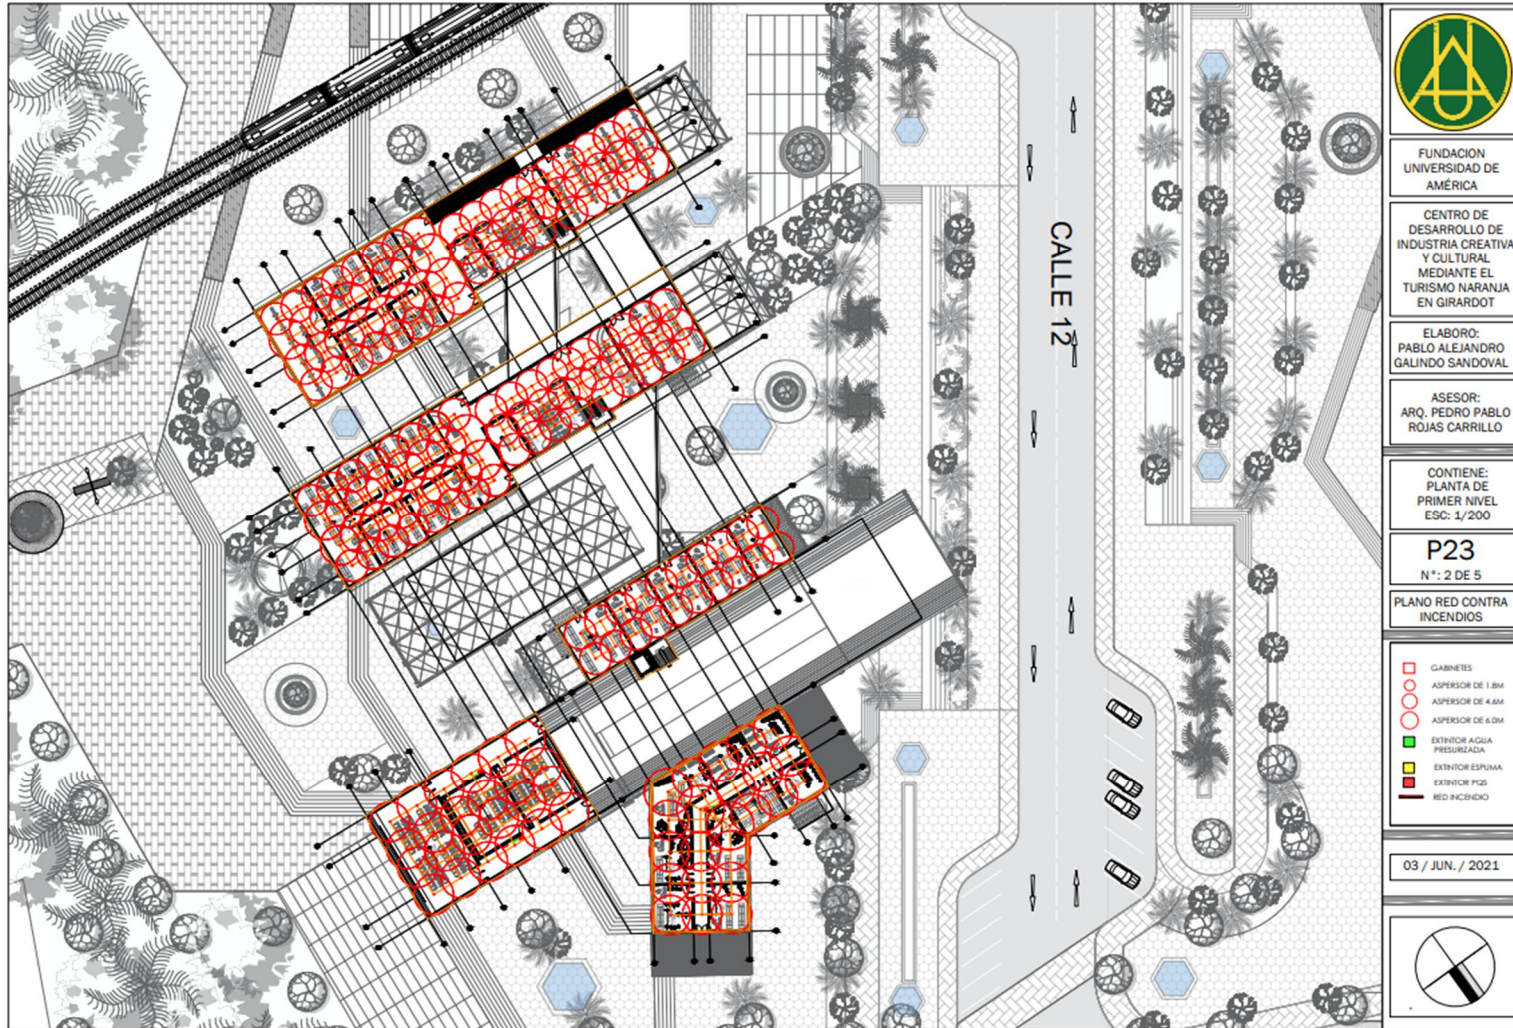 CALLE 12
FUNDACION
UNIVERSIDAD DE
AMÉRICA
CENTRO DE
DESARROLLO DE
INDUSTRIA CREATIVA
Y CULTURAL
MEDIANTE EL
TURISMO NARANJA
EN GIRARDOT
ELABORO:
PABLO ALEJANDRO
GALINDO SANDOVAL
ASESOR:
ARQ. PEDRO PABLO
ROJAS CARRILLO
CONTIENE:
PLANTA DE
PRIMER NIVEL
ESC: 1/200
P23
N°: 2 DE 5
PLANO RED CONTRA
INCENDIOS
GABINETES
ASPERSOR DE 1.8M
ASPERSOR DE 4.6M
ASPERSOR DE 6.0M
EXTINTOR AGUA
PRESURIZADA
EXTINTOR ESPUMA
EXTINTOR PQS
RED INCENDIO
03 / JUN. / 2021